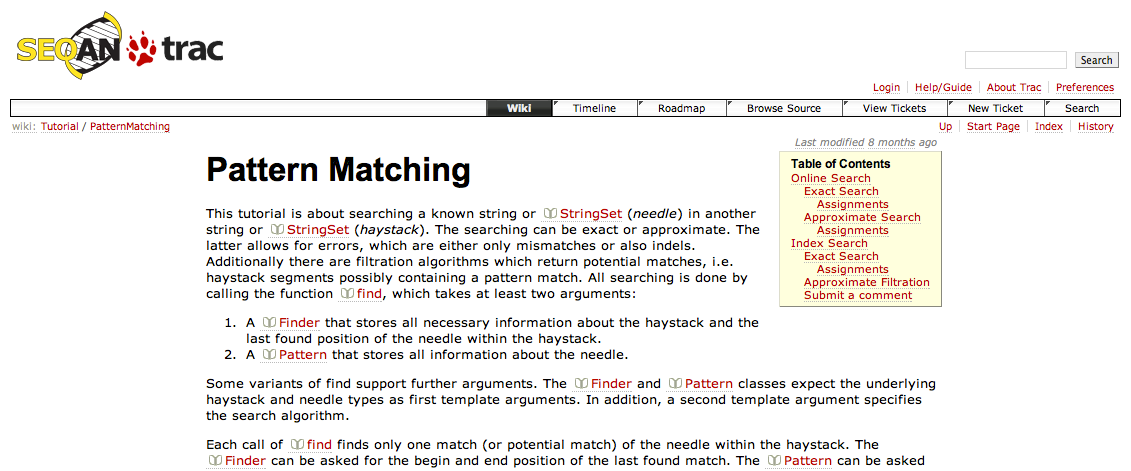 SEQAN trac
Search
Login Help/Guide About Trac Preferences
Wiki Timeline Roadmap Browse Source View Tickets New Ticket Search
wiki: Tutorial / PatternMatching
Up Start Page Index History
Last modified 8 months ago
Pattern Matching
Table of Contents
Online Search
Exact Search
Assignments
Approximate Search
Assignments
Index Search
Exact Search
Assignments
Approximate Filtration
Submit a comment
This tutorial is about searching a known string or StringSet (needle) in another
string or StringSet (haystack). The searching can be exact or approximate. The
latter allows for errors, which are either only mismatches or also indels.
Additionally there are filtration algorithms which return potential matches, i.e.
haystack segments possibly containing a pattern match. All searching is done by
calling the function find, which takes at least two arguments:
1. A Finder that stores all necessary information about the haystack and the
last found position of the needle within the haystack.
2. A Pattern that stores all information about the needle.
Some variants of find support further arguments. The Finder and Pattern classes expect the underlying
haystack and needle types as first template arguments. In addition, a second template argument specifies
the search algorithm.
Each call of find finds only one match (or potential match) of the needle within the haystack. The
Finder can be asked for the begin and end position of the last found match. The Pattern can be asked